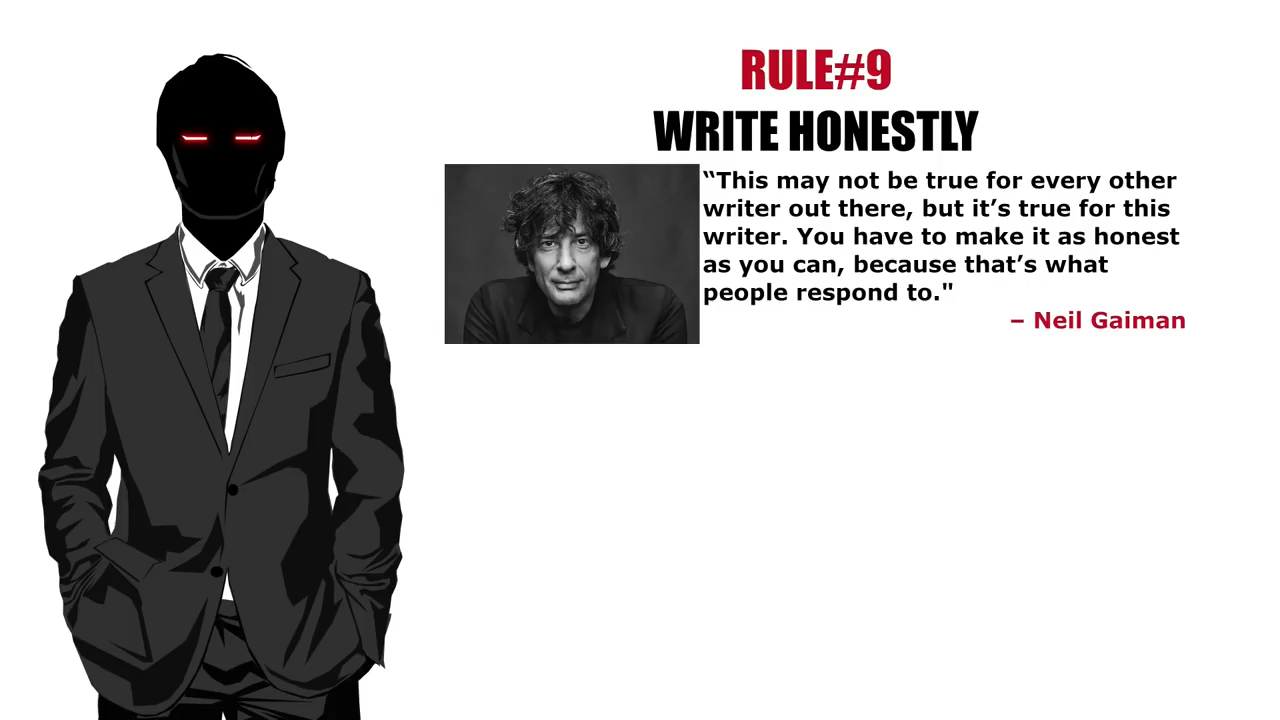 RULE#9
WRITE HONESTLY
“This may not be true for every other
writer out there, but it’s true for this
writer. You have to make it as honest
as you can, because that’s what
people respond to."
– Neil Gaiman